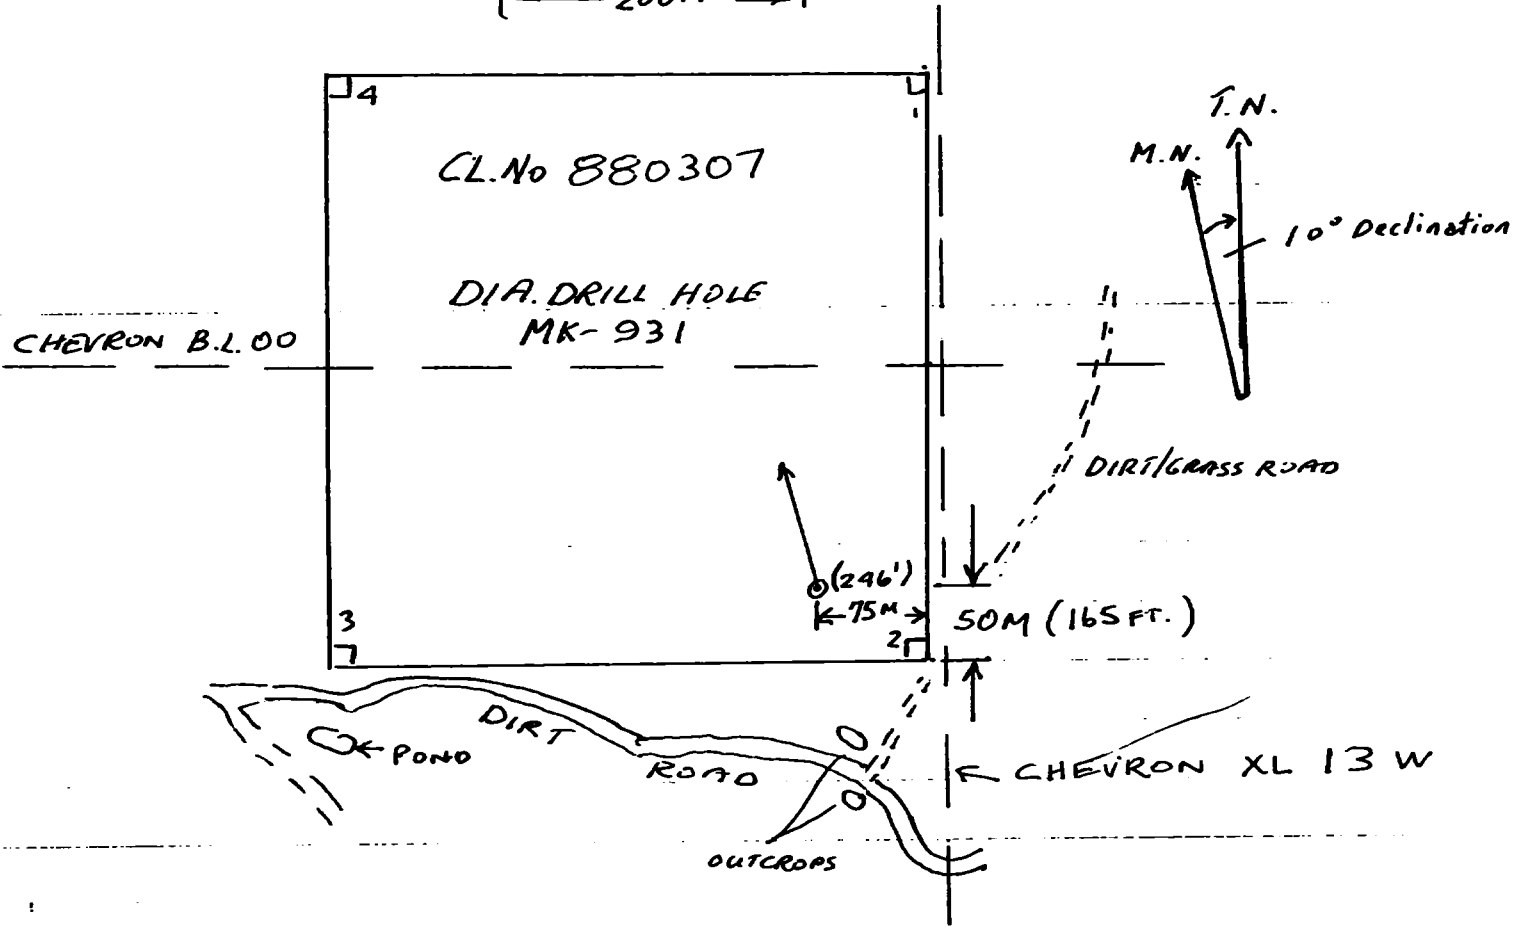 4
1
CL.No 880307
T.N.
M.N.
10° Declination
DIA. DRILL HOLE
MK-931
CHEVRON B.L. 00
DIRT/GRASS ROAD
(246')
75M
50M (165 FT.)
3
2
DIRT
ROAD
POND
CHEVRON XL 13 W
OUTCROPS